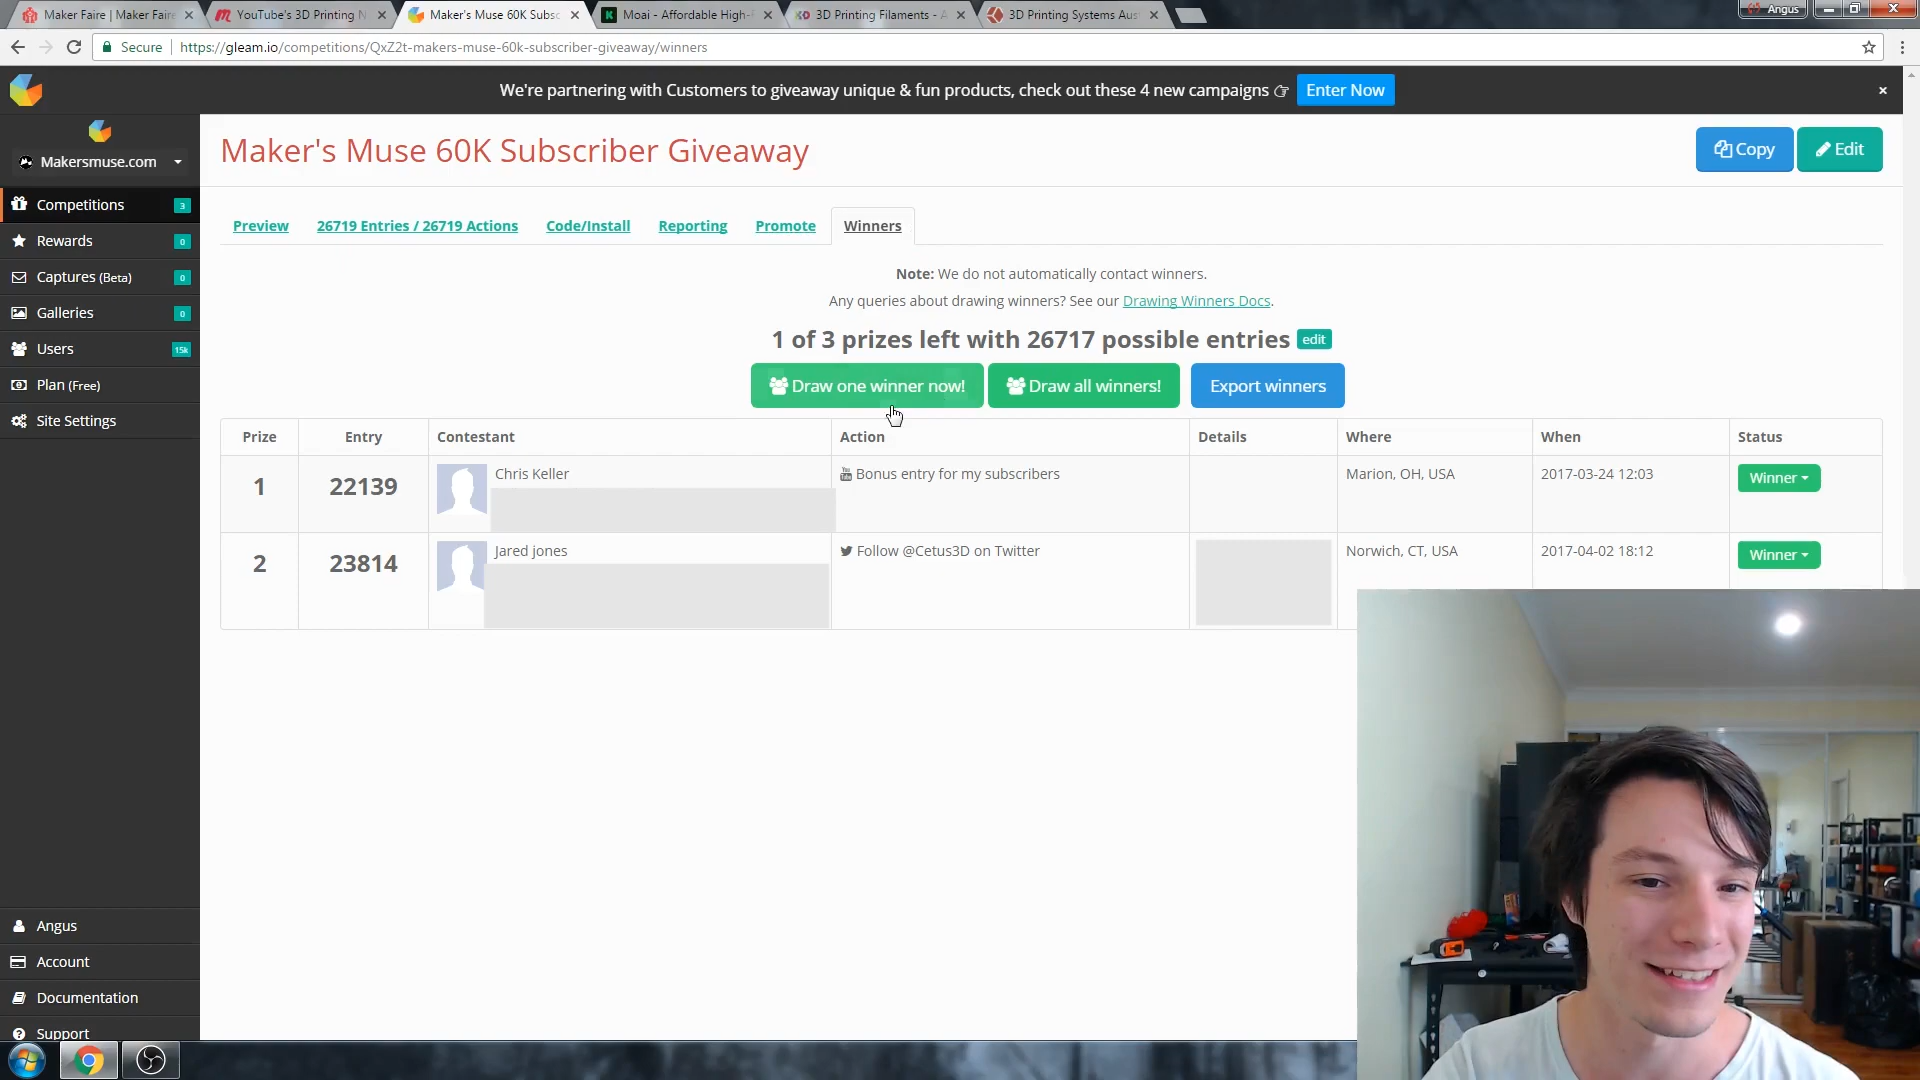 Maker Faire | Maker Faire
YouTube's 3D Printing N
Maker's Muse 60K Subsc
Moai - Affordable High-
3D Printing Filaments - A
3D Printing Systems Aus
Angus
Secure
https://gleam.io/competitions/QxZ2t-makers-muse-60k-subscriber-giveaway/winners
We're partnering with Customers to giveaway unique & fun products, check out these 4 new campaigns
Enter Now
Makersmuse.com
Maker's Muse 60K Subscriber Giveaway
Copy
Edit
Competitions 3
Rewards 0
Captures (Beta) 0
Galleries 0
Users 15k
Plan (Free)
Site Settings
Preview
26719 Entries / 26719 Actions
Code/Install
Reporting
Promote
Winners
Note: We do not automatically contact winners.
Any queries about drawing winners? See our Drawing Winners Docs.
1 of 3 prizes left with 26717 possible entries edit
Draw one winner now!
Draw all winners!
Export winners
Prize Entry Contestant Action Details Where When Status
1 22139 Chris Keller Bonus entry for my subscribers Marion, OH, USA 2017-03-24 12:03 Winner
2 23814 Jared jones Follow @Cetus3D on Twitter Norwich, CT, USA 2017-04-02 18:12 Winner
Angus
Account
Documentation
Support